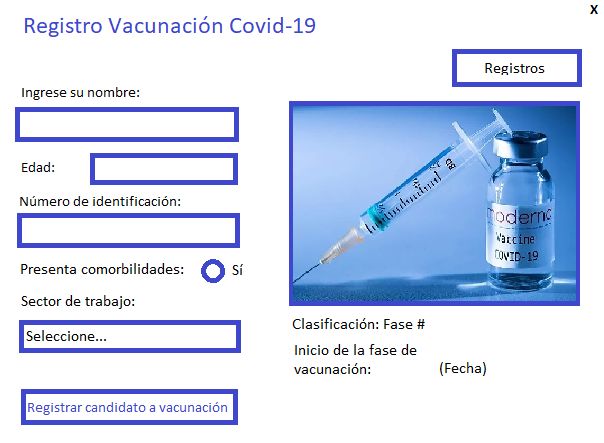 X
Registro Vacunación Covid-19
Registros
Ingrese su nombre:
Edad:
Número de identificación:
Presenta comorbilidades:
Sí
Sector de trabajo:
Seleccione...
Registrar candidato a vacunación
80
moderna
Vaccine
COVID-19
Clasificación: Fase #
Inicio de la fase de
vacunación:
(Fecha)